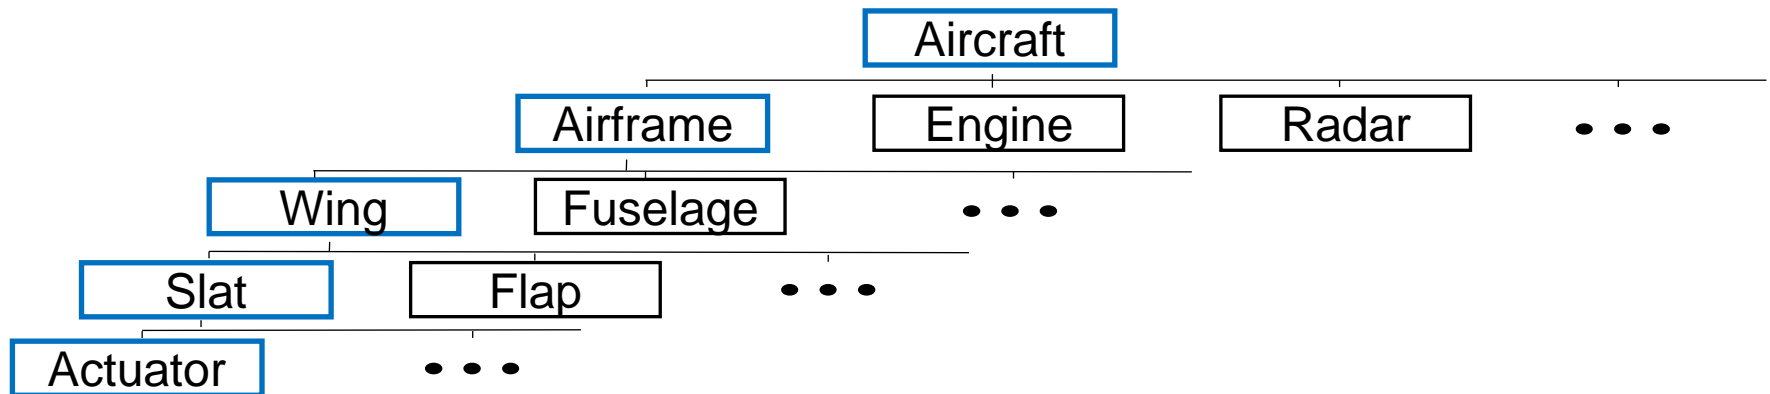 Aircraft
Airframe Engine Radar • • •
Wing Fuselage • • •
Slat Flap • • •
Actuator • • •